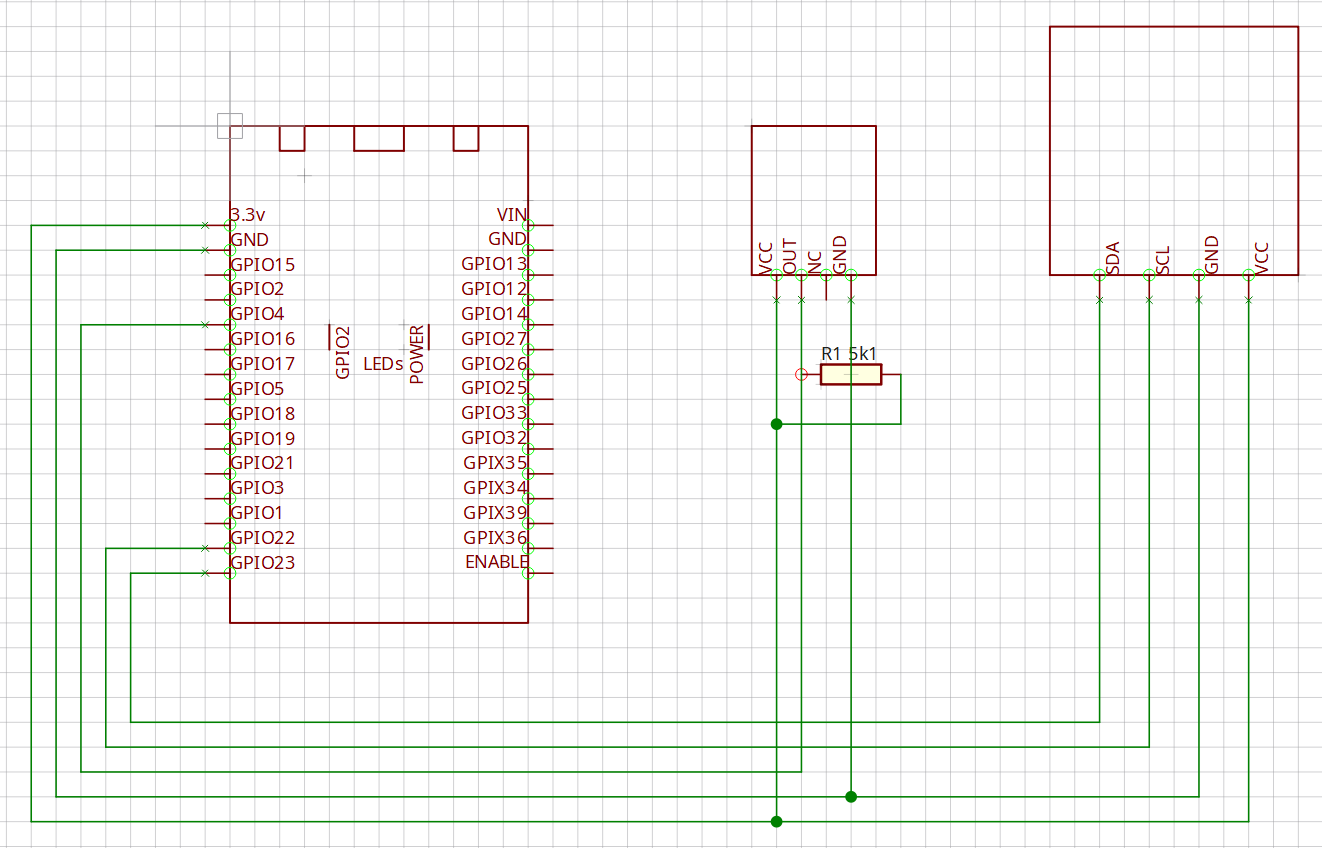 3.3v
GND
GPIO15
GPIO2
GPIO4
GPIO16
GPIO17
GPIO5
GPIO18
GPIO19
GPIO21
GPIO3
GPIO1
GPIO22
GPIO23
GPIO2
LEDs
POWER
VIN
GND
GPIO13
GPIO12
GPIO14
GPIO27
GPIO26
GPIO25
GPIO33
GPIO32
GPIX35
GPIX34
GPIX39
GPIX36
ENABLE
VCC
OUT
NC
GND
R1 5k1
SDA
SCL
GND
VCC